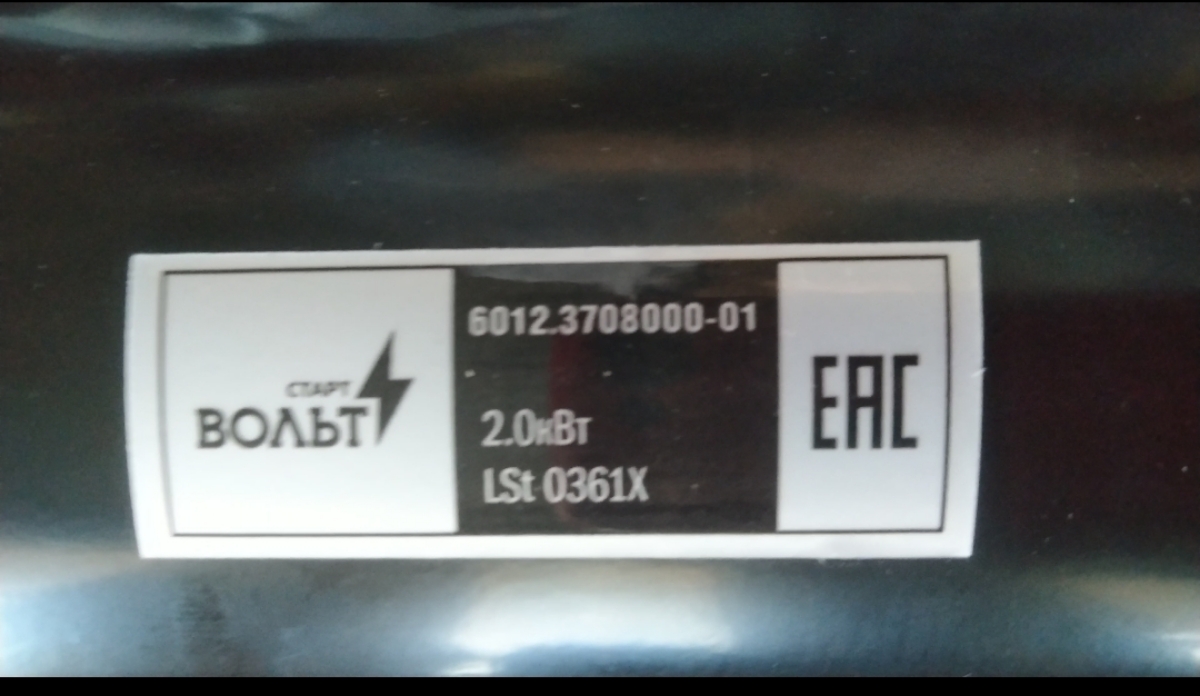 СТАРТ
ВОЛЬТ
6012.3708000-01
2.0кВт
LSt 0361X
EAC